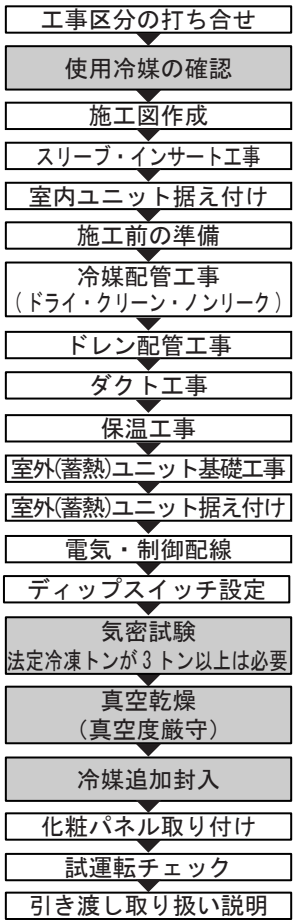 工事区分の打ち合せ
使用冷媒の確認
施工図作成
スリーブ・インサート工事
室内ユニット据え付け
施工前の準備
冷媒配管工事
(ドライ・クリーン・ノンリーク)
ドレン配管工事
ダクト工事
保温工事
室外(蓄熱)ユニット基礎工事
室外(蓄熱)ユニット据え付け
電気・制御配線
ディップスイッチ設定
気密試験
法定冷凍トンが3トン以上は必要
真空乾燥
(真空度厳守)
冷媒追加封入
化粧パネル取り付け
試運転チェック
引き渡し取り扱い説明